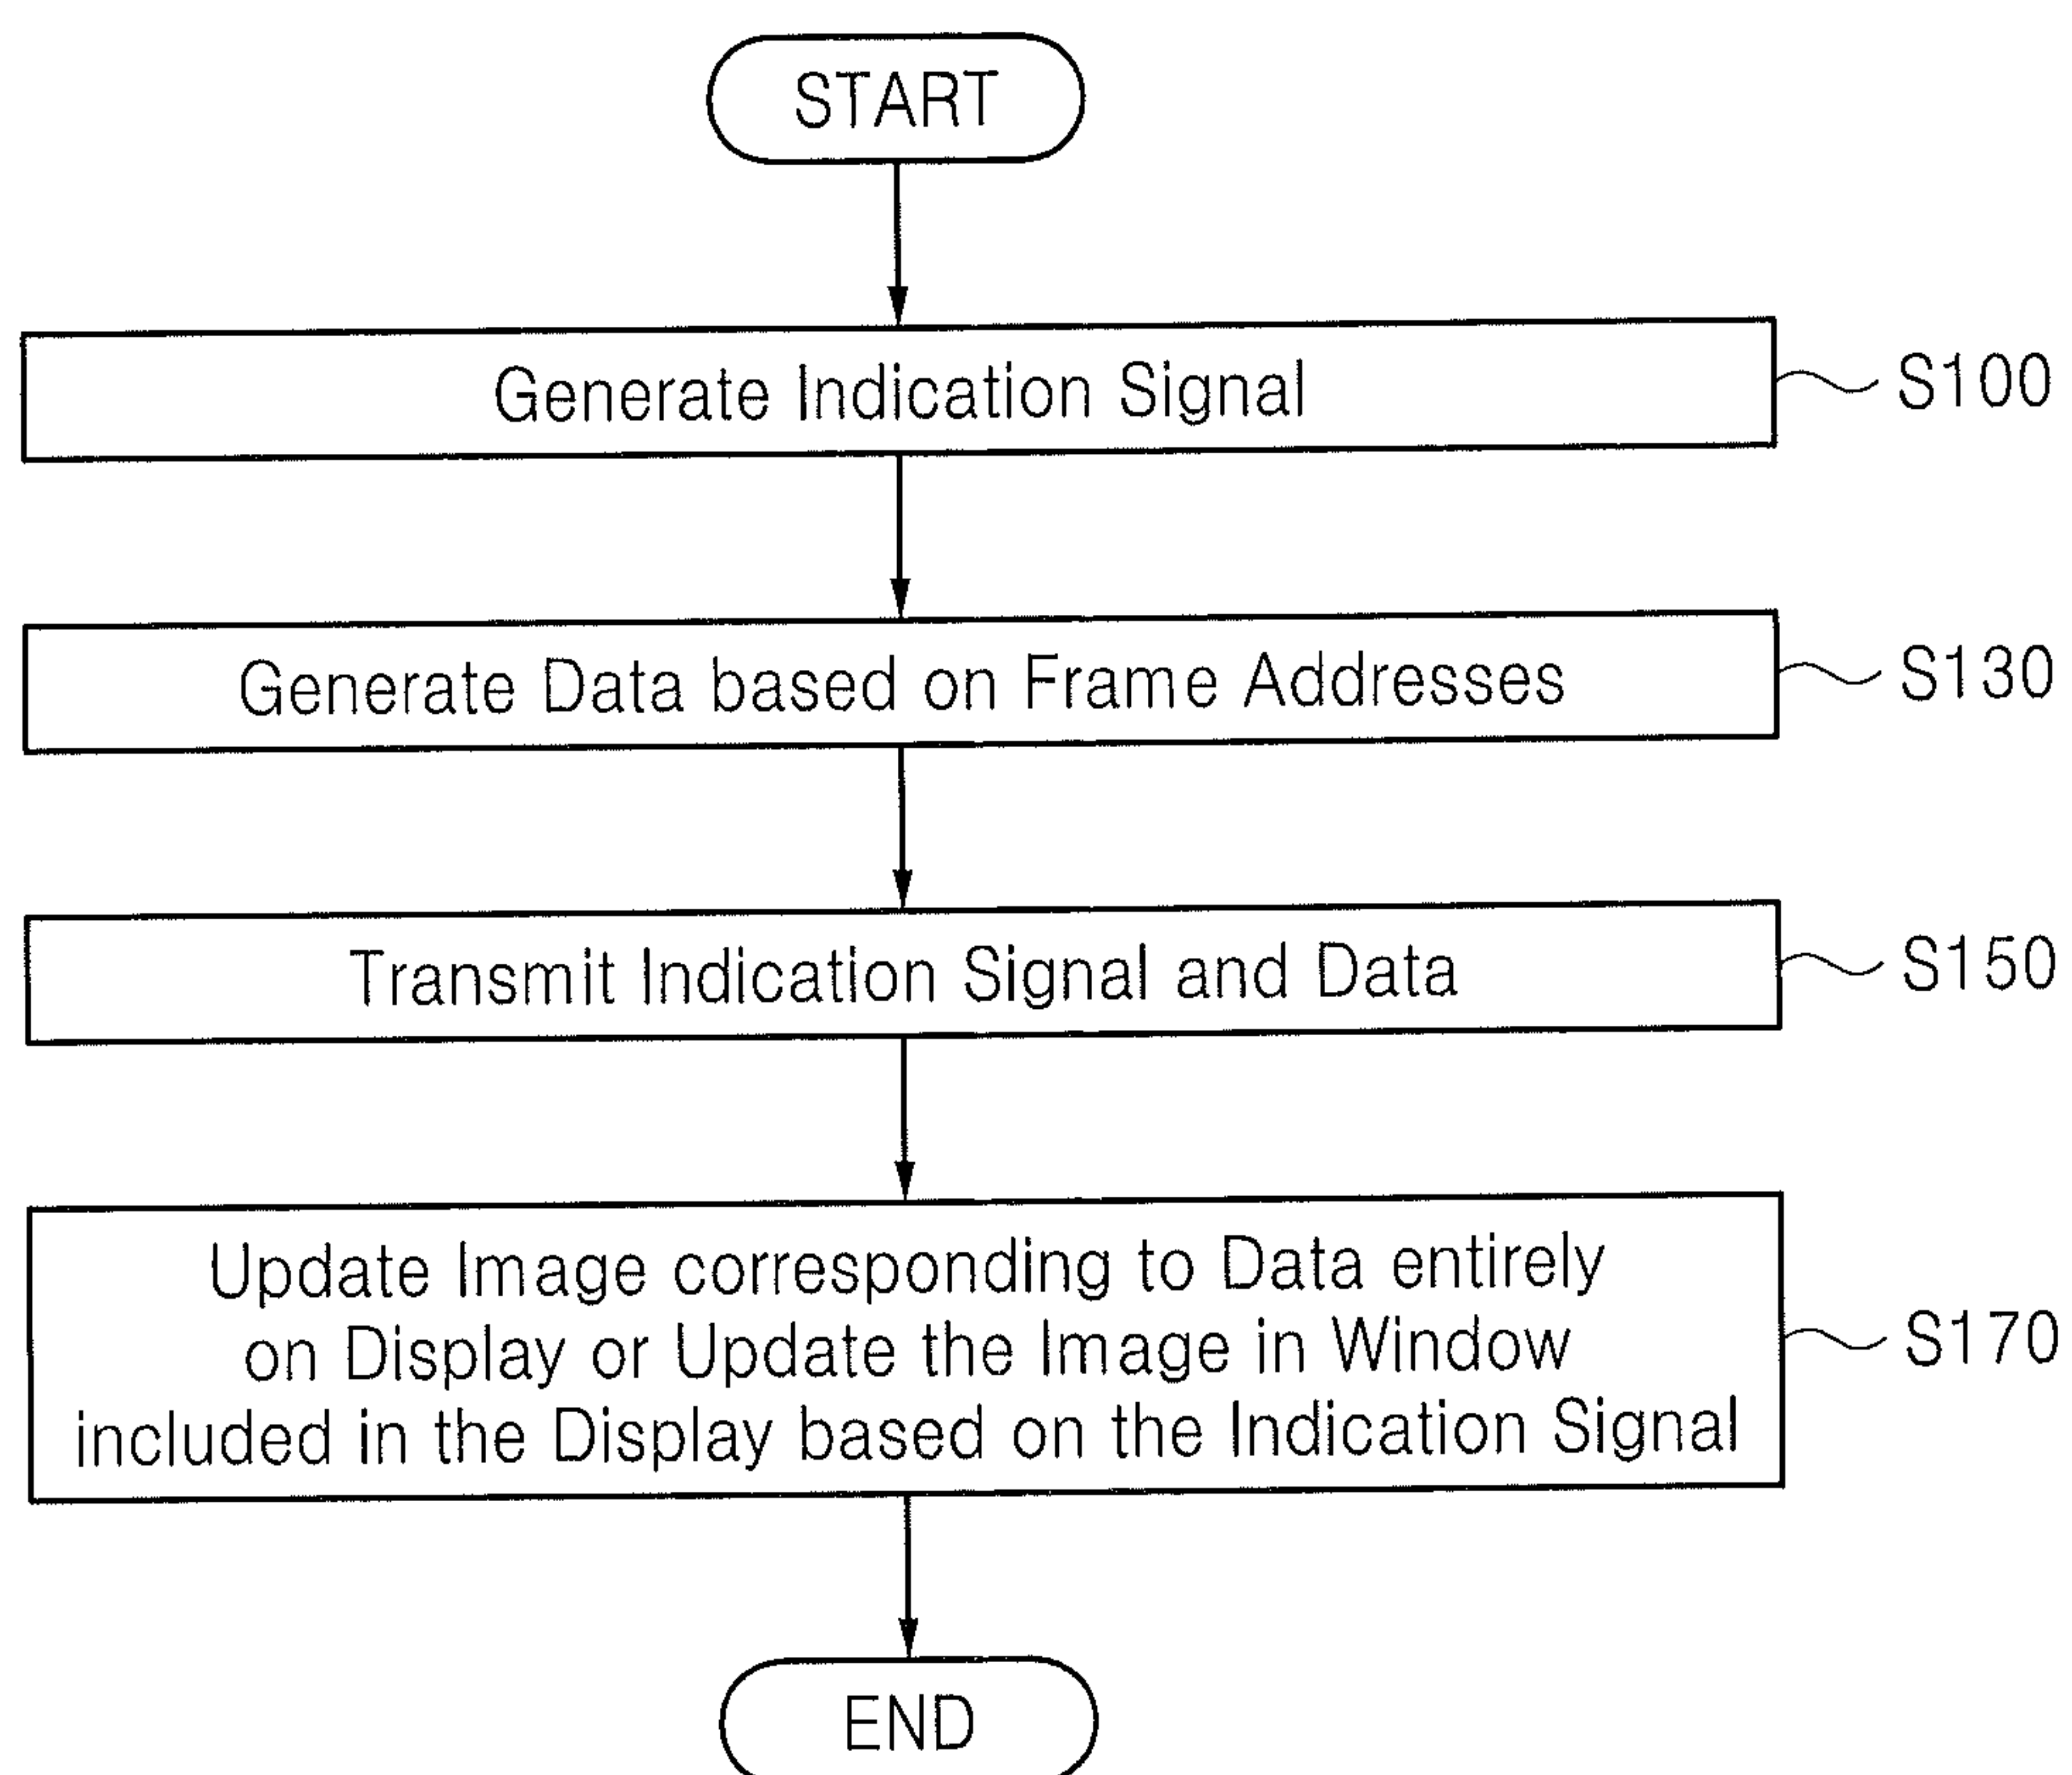 START
Generate Indication Signal
S100
Generate Data based on Frame Addresses
S130
Transmit Indication Signal and Data
S150
Update Image corresponding to Data entirely
on Display or Update the Image in Window
included in the Display based on the Indication Signal
S170
END